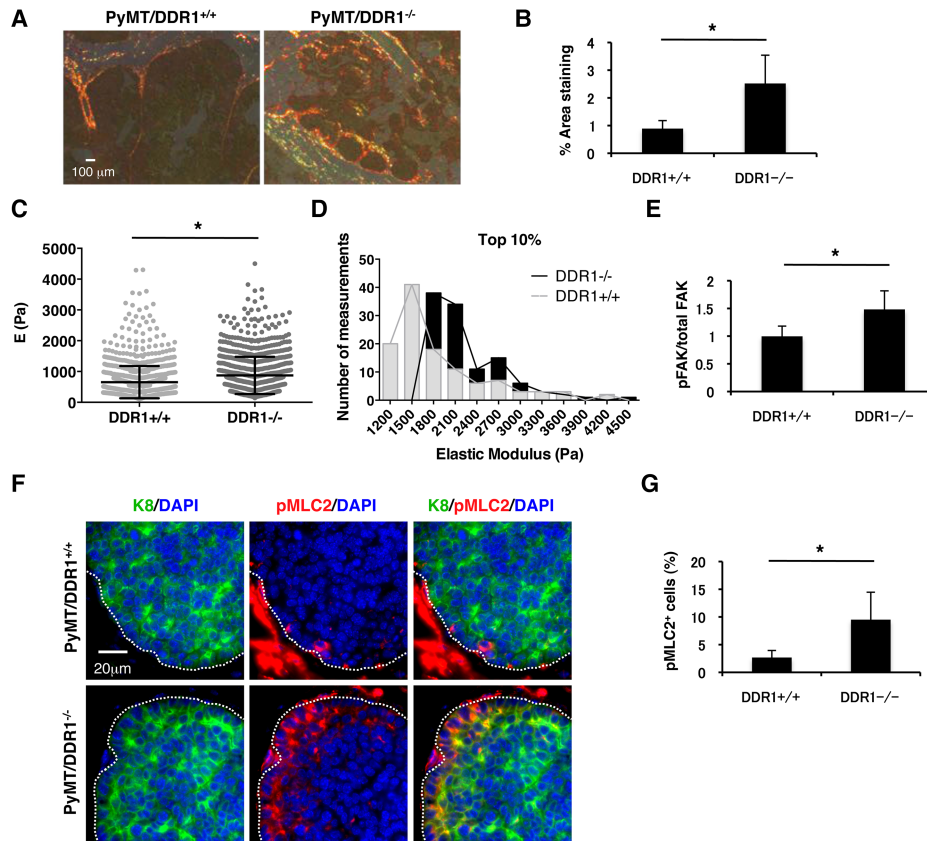 A
PyMT/DDR1+/+
PyMT/DDR1-/-
100 μm
B
*
% Area staining
4
3
2
1
0
DDR1+/+
DDR1−/−
C
*
E (Pa)
5000
4000
3000
2000
1000
0
DDR1+/+
DDR1-/-
D
Top 10%
Number of measurements
50
40
30
20
10
0
DDR1-/-
DDR1+/+
1200
1500
1800
2100
2400
2700
3000
3300
3600
3900
4200
4500
Elastic Modulus (Pa)
E
*
pFAK/total FAK
2
1.5
1
0.5
0
DDR1+/+
DDR1−/−
F
K8/DAPI
pMLC2/DAPI
K8/pMLC2/DAPI
PyMT/DDR1+/+
20μm
PyMT/DDR1-/-
G
*
pMLC2+ cells (%)
20
15
10
5
0
DDR1+/+
DDR1−/−